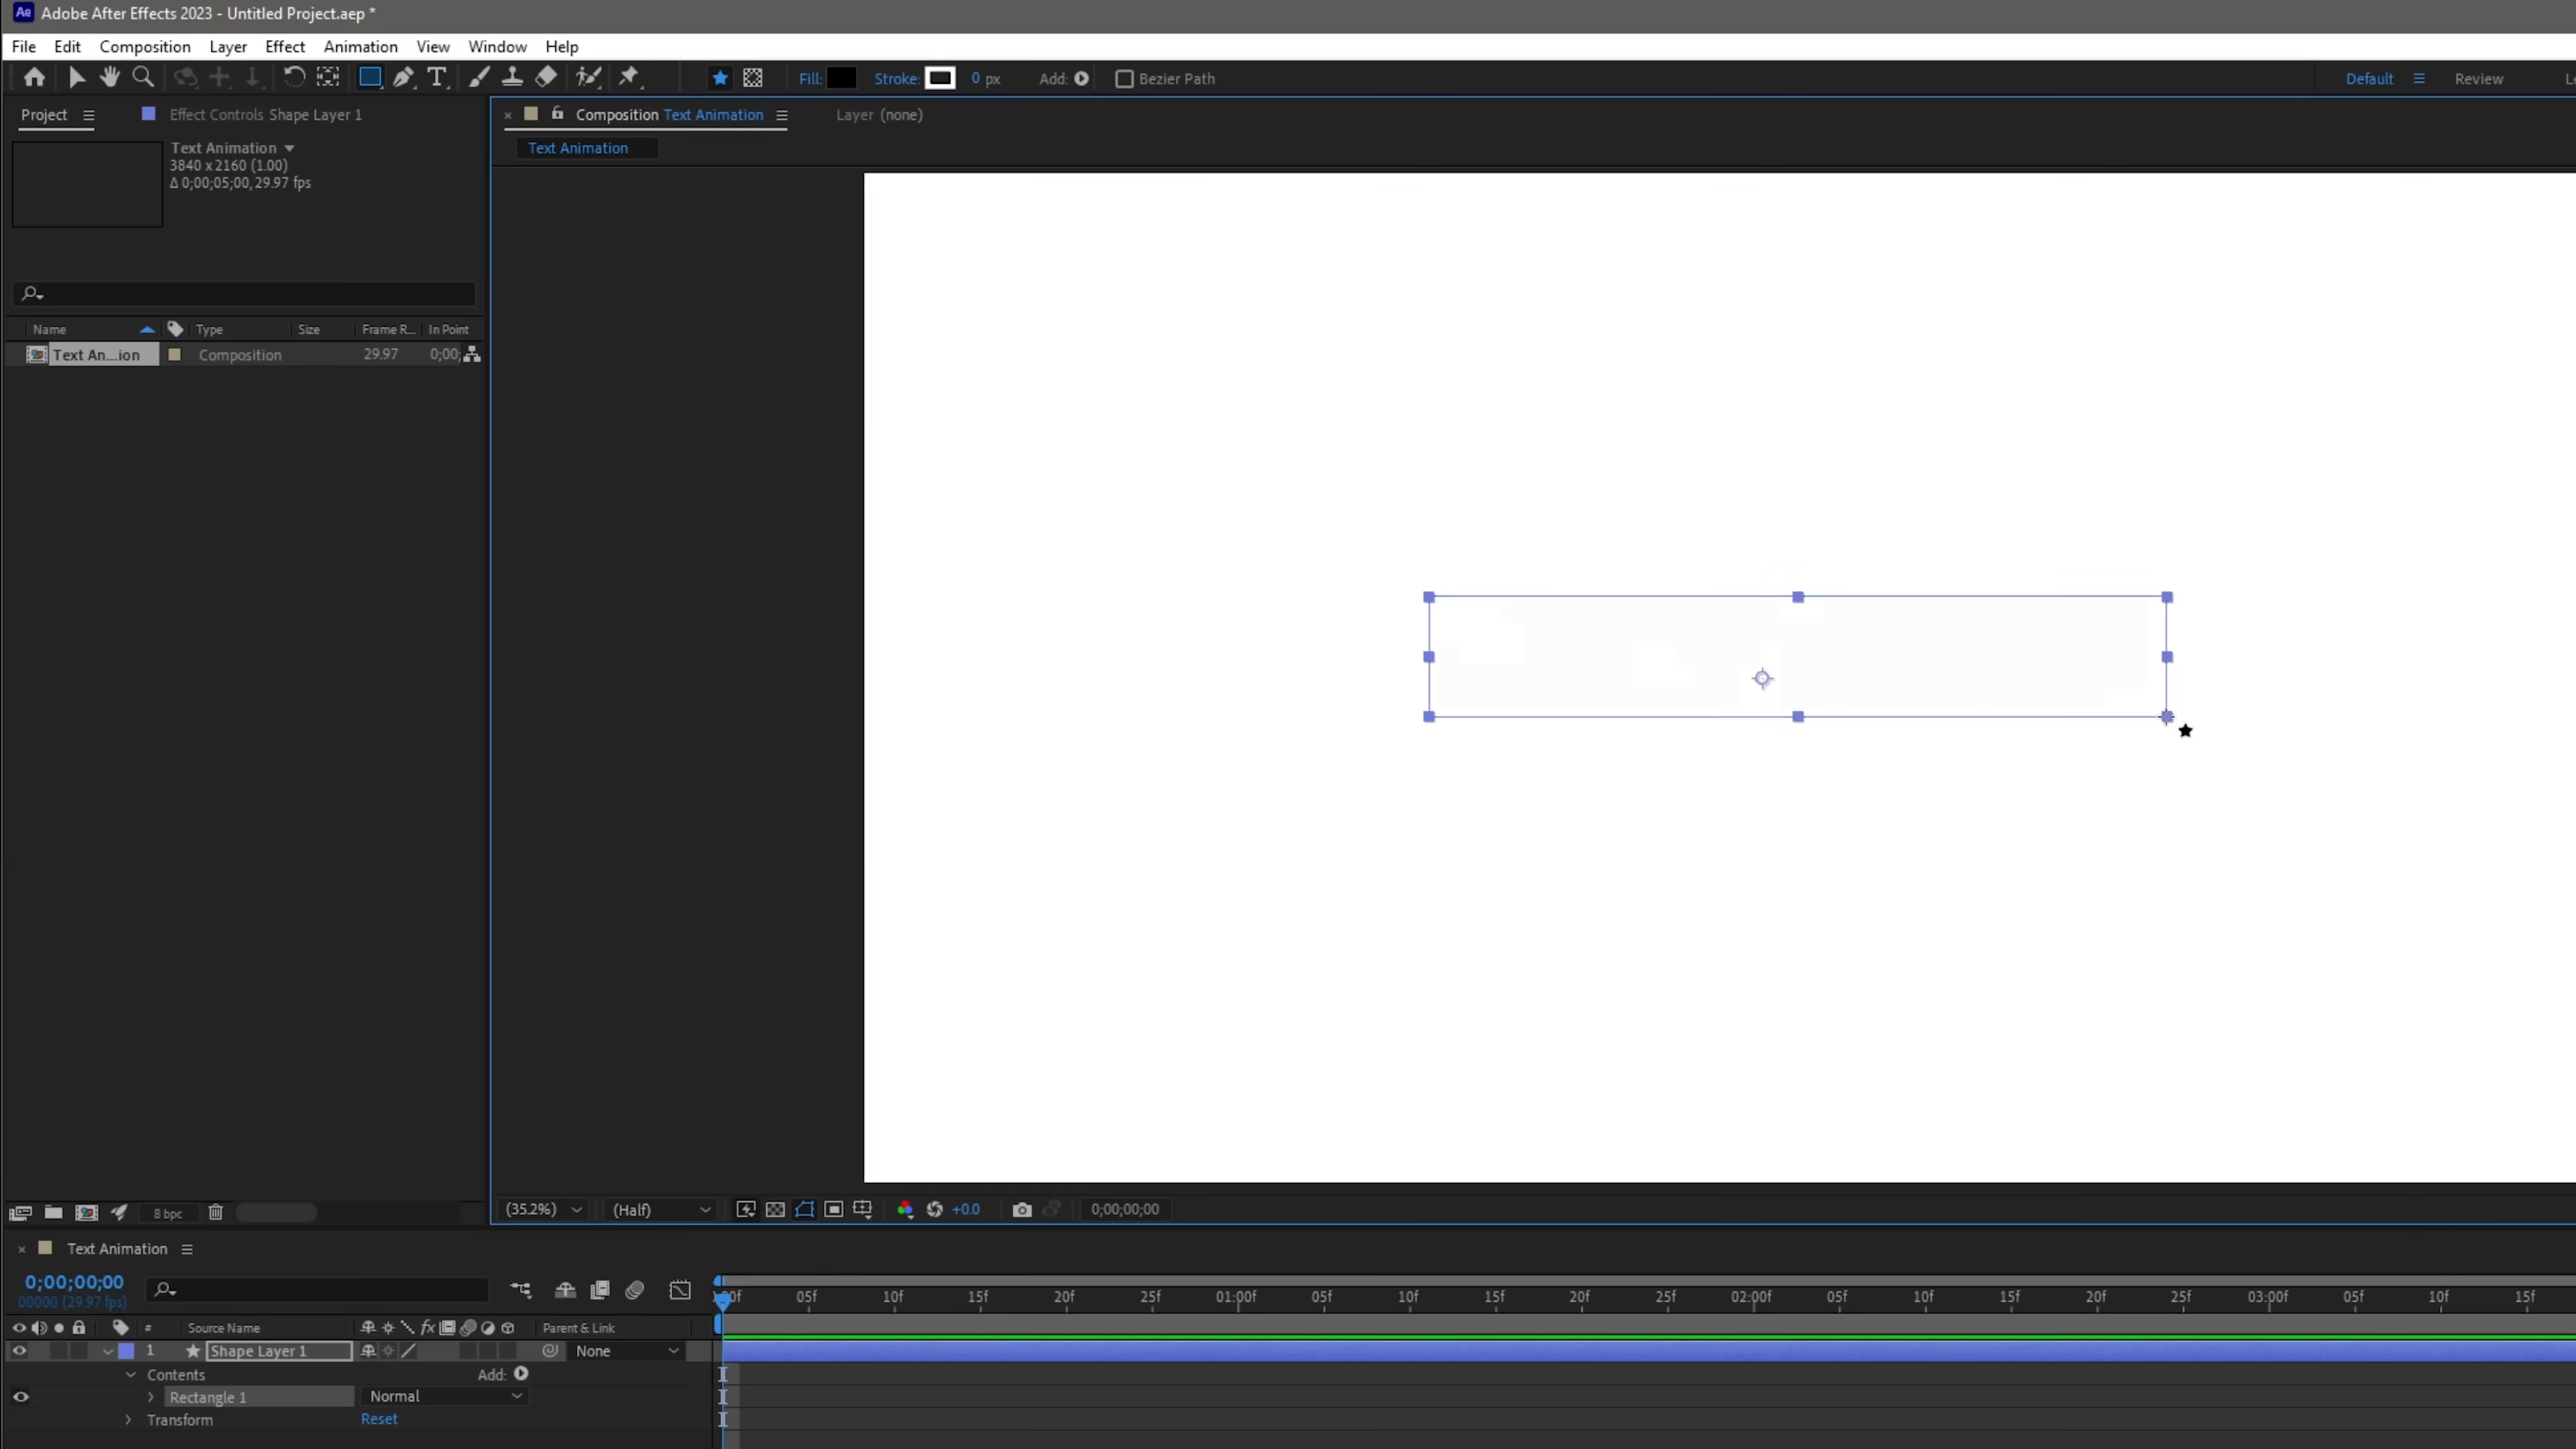 Ae Adobe After Effects 2023 - Untitled Project.aep *
File Edit Composition Layer Effect Animation View Window Help
T Fill: Stroke: 0 px Add: Bezier Path Default Review
Project Effect Controls Shape Layer 1
× Composition Text Animation Layer (none)
Text Animation
Text Animation
3840 x 2160 (1.00)
Δ 0;00;05;00, 29.97 fps
Name Type Size Frame R... In Point
Text An...ion Composition 29.97 0;00;
8 bpc
(35.2%) (Half) +0.0 0;00;00;00
× Text Animation
0;00;00;00
00000 (29.97 fps)
:00f 05f 10f 15f 20f 25f 01:00f 05f 10f 15f 20f 25f 02:00f 05f 10f 15f 20f 25f 03:00f 05f 10f 15f
# Source Name fx Parent & Link
1 Shape Layer 1 None
Contents Add:
Rectangle 1 Normal
Transform Reset